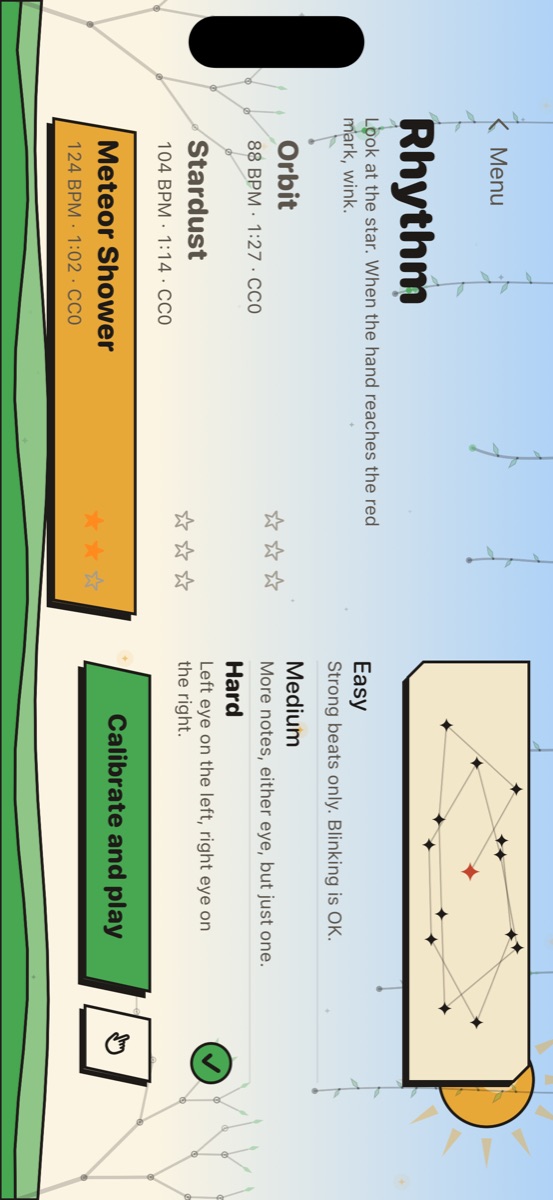 Menu
Rhythm
Look at the star. When the hand reaches the red
mark, wink.
Orbit
88 BPM · 1:27 · CC0
Stardust
104 BPM · 1:14 · CC0
Meteor Shower
124 BPM · 1:02 · CC0
Easy
Strong beats only. Blinking is OK.
Medium
More notes, either eye, but just one.
Hard
Left eye on the left, right eye on
the right.
Calibrate and play